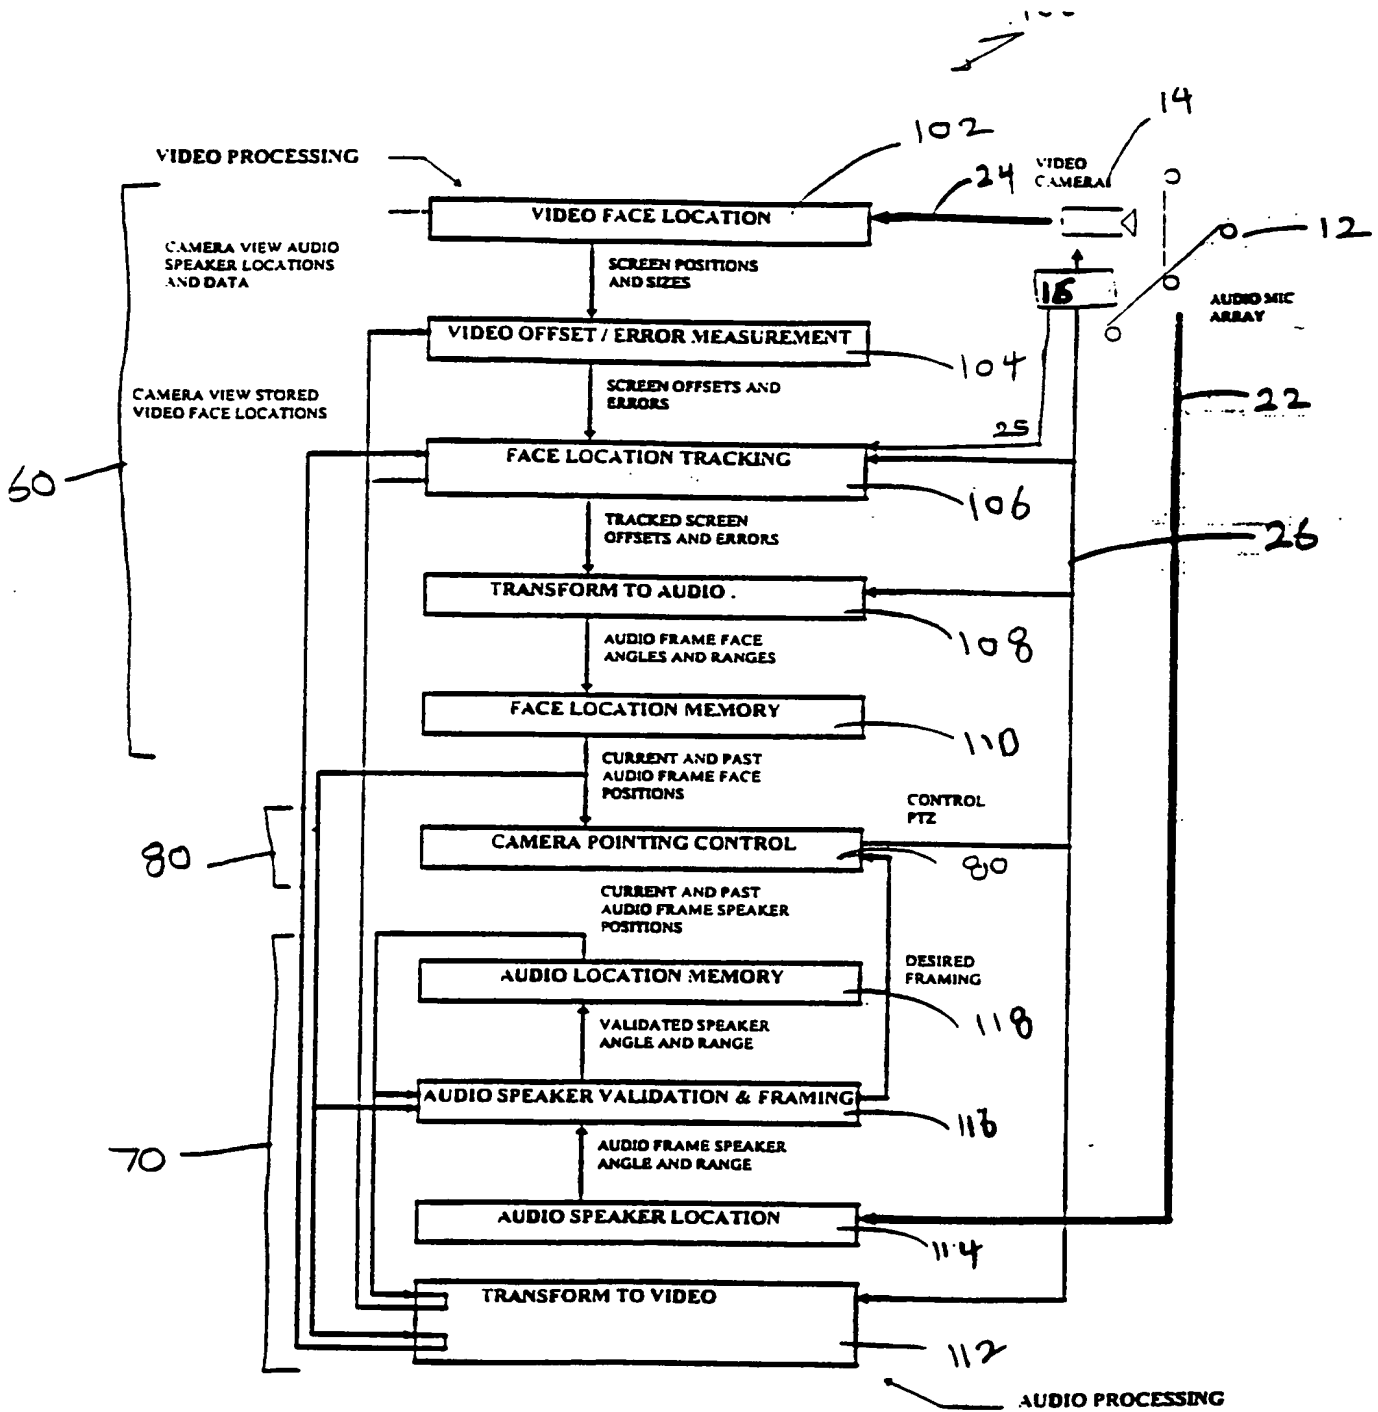 102
14
VIDEO PROCESSING
VIDEO
CAMERA
24
VIDEO FACE LOCATION
12
CAMERA VIEW AUDIO
SPEAKER LOCATIONS
AND DATA
SCREEN POSITIONS
AND SIZES
16
AUDIO MIC
ARRAY
VIDEO OFFSET / ERROR MEASUREMENT
104
CAMERA VIEW STORED
VIDEO FACE LOCATIONS
SCREEN OFFSETS AND
ERRORS
22
25
FACE LOCATION TRACKING
60
106
TRACKED SCREEN
OFFSETS AND ERRORS
26
TRANSFORM TO AUDIO .
108
AUDIO FRAME FACE
ANGLES AND RANGES
FACE LOCATION MEMORY
110
CURRENT AND PAST
AUDIO FRAME FACE
POSITIONS
CONTROL
PTZ
CAMERA POINTING CONTROL
80
80
CURRENT AND PAST
AUDIO FRAME SPEAKER
POSITIONS
DESIRED
FRAMING
AUDIO LOCATION MEMORY
118
VALIDATED SPEAKER
ANGLE AND RANGE
AUDIO SPEAKER VALIDATION & FRAMING
116
70
AUDIO FRAME SPEAKER
ANGLE AND RANGE
AUDIO SPEAKER LOCATION
114
TRANSFORM TO VIDEO
112
AUDIO PROCESSING